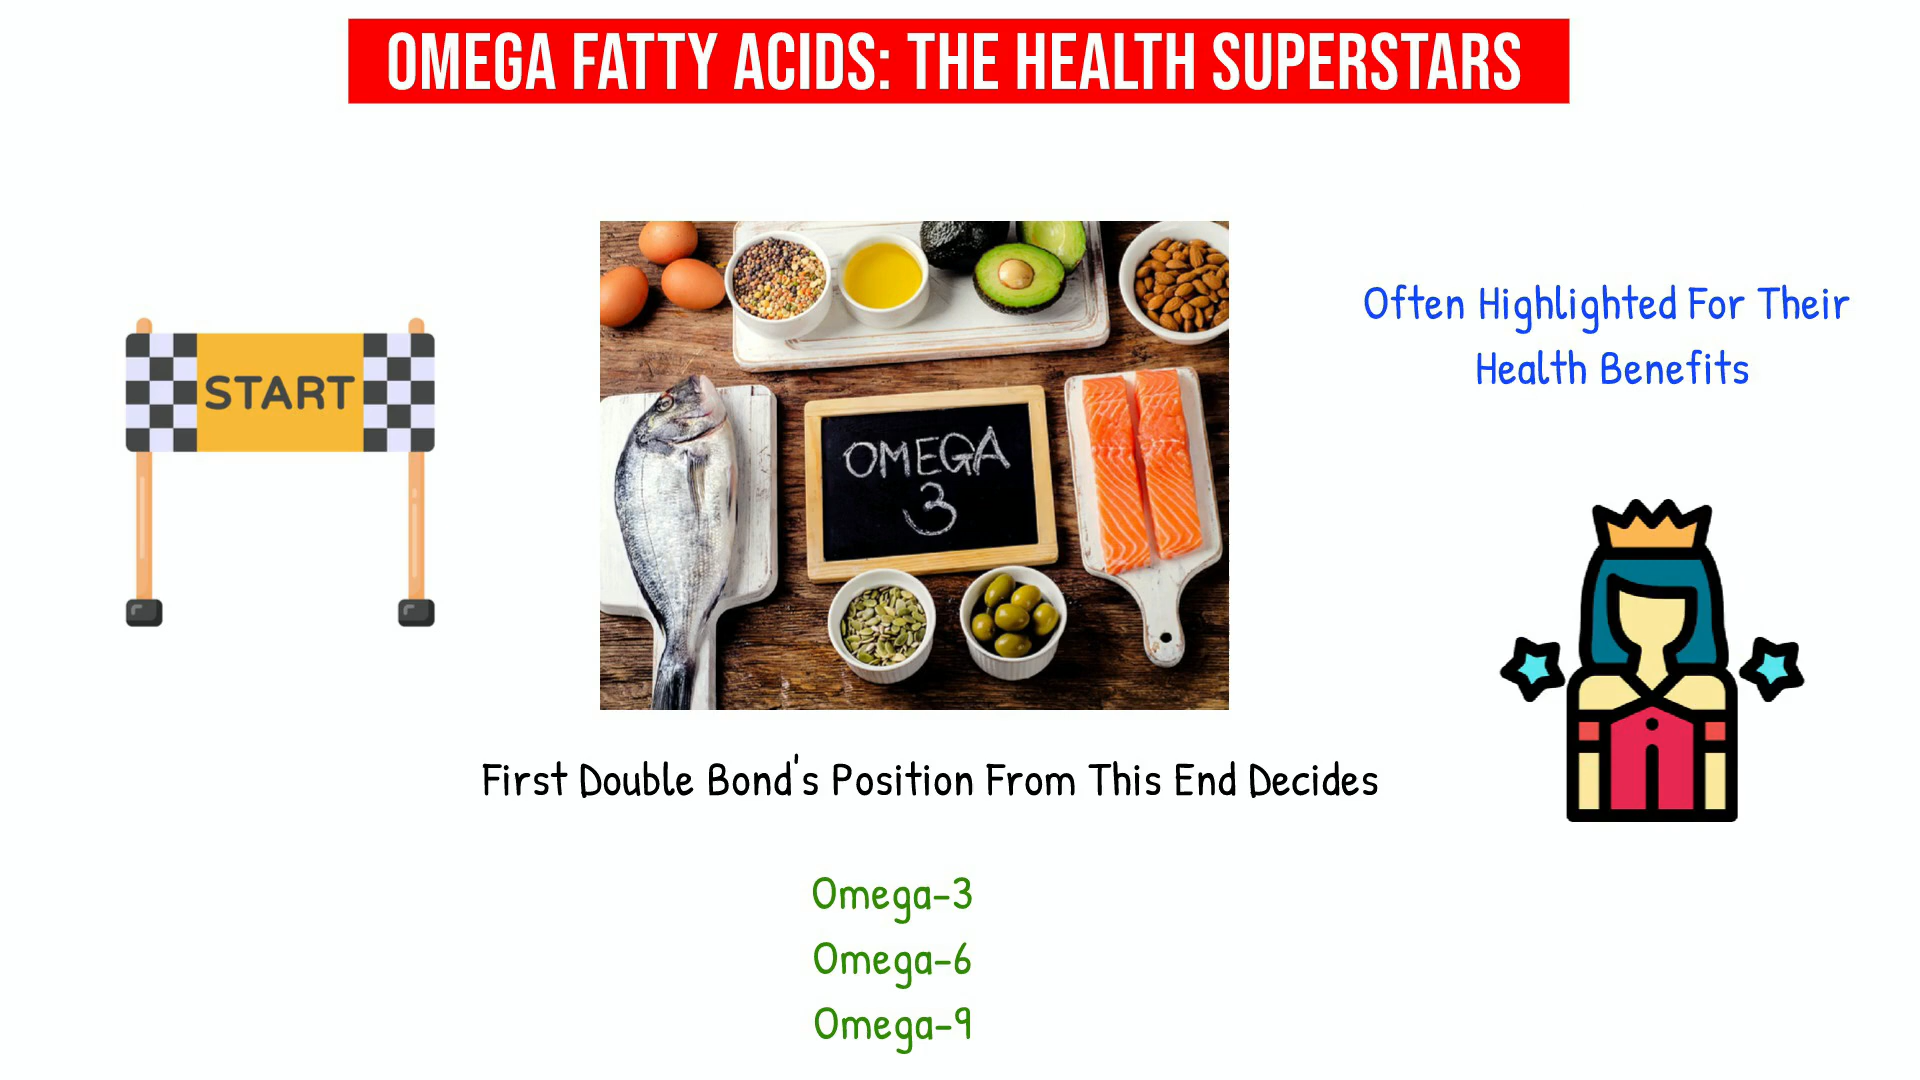 OMEGA FATTY ACIDS: THE HEALTH SUPERSTARS
START
OMEGA
3
Often Highlighted For Their
Health Benefits
First Double Bond's Position From This End Decides
Omega-3
Omega-6
Omega-9